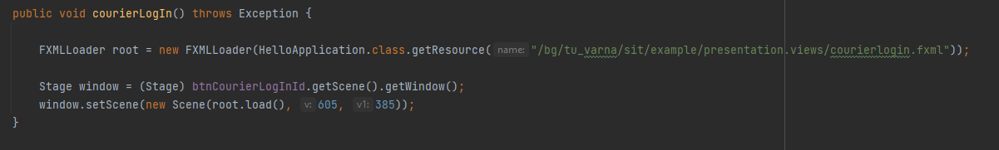 public void courierLogIn() throws Exception {
FXMLLoader root = new FXMLLoader(HelloApplication.class.getResource( name: "/bg/tu_varna/sit/example/presentation.views/courierlogin.fxml"));
Stage window = (Stage) btnCourierLogInId.getScene().getWindow();
window.setScene(new Scene(root.load(), v: 605, v1: 385));
}